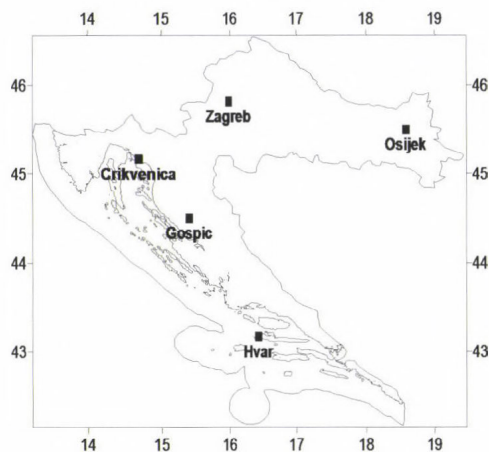 14 15 16 17 18 19
46 46
Zagreb
Osijek
45 45
Crikvenica
Gospic
44 44
43 43
Hvar
14 15 16 17 18 19